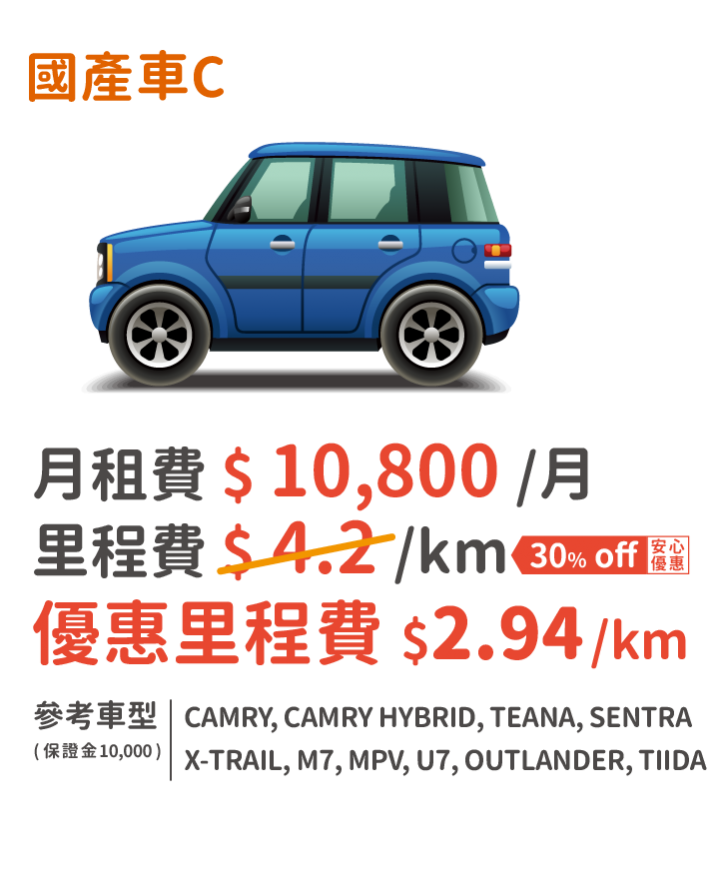 國產車C
月租費 $ 10,800 /月
里程費 $ 4.2 /km 30% off 安心優惠
優惠里程費 $2.94 /km
參考車型 CAMRY, CAMRY HYBRID, TEANA, SENTRA
(保證金10,000) X-TRAIL, M7, MPV, U7, OUTLANDER, TIIDA